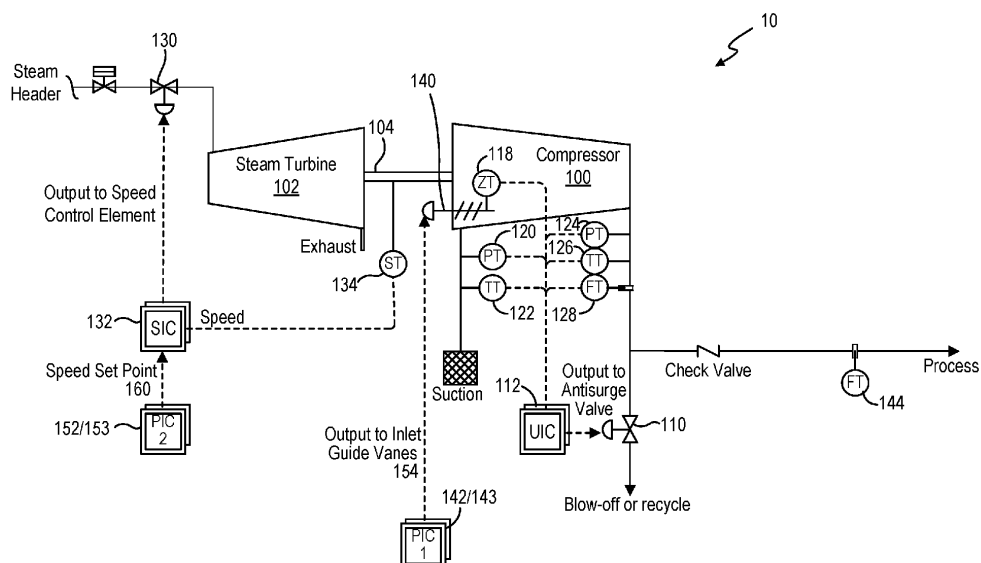 10
130
Steam
Header
140
104
118
Compressor
100
ZT
Steam Turbine
102
Output to Speed
Control Element
120
124
PT
126
PT
TT
Exhaust
ST
134
TT
FT
122
128
132
SIC
Speed
Speed Set Point
160
Suction
112
Output to
Antisurge
Valve
Check Valve
Process
FT
144
152/153
PIC
2
Output to Inlet
Guide Vanes
154
UIC
110
Blow-off or recycle
142/143
PIC
1